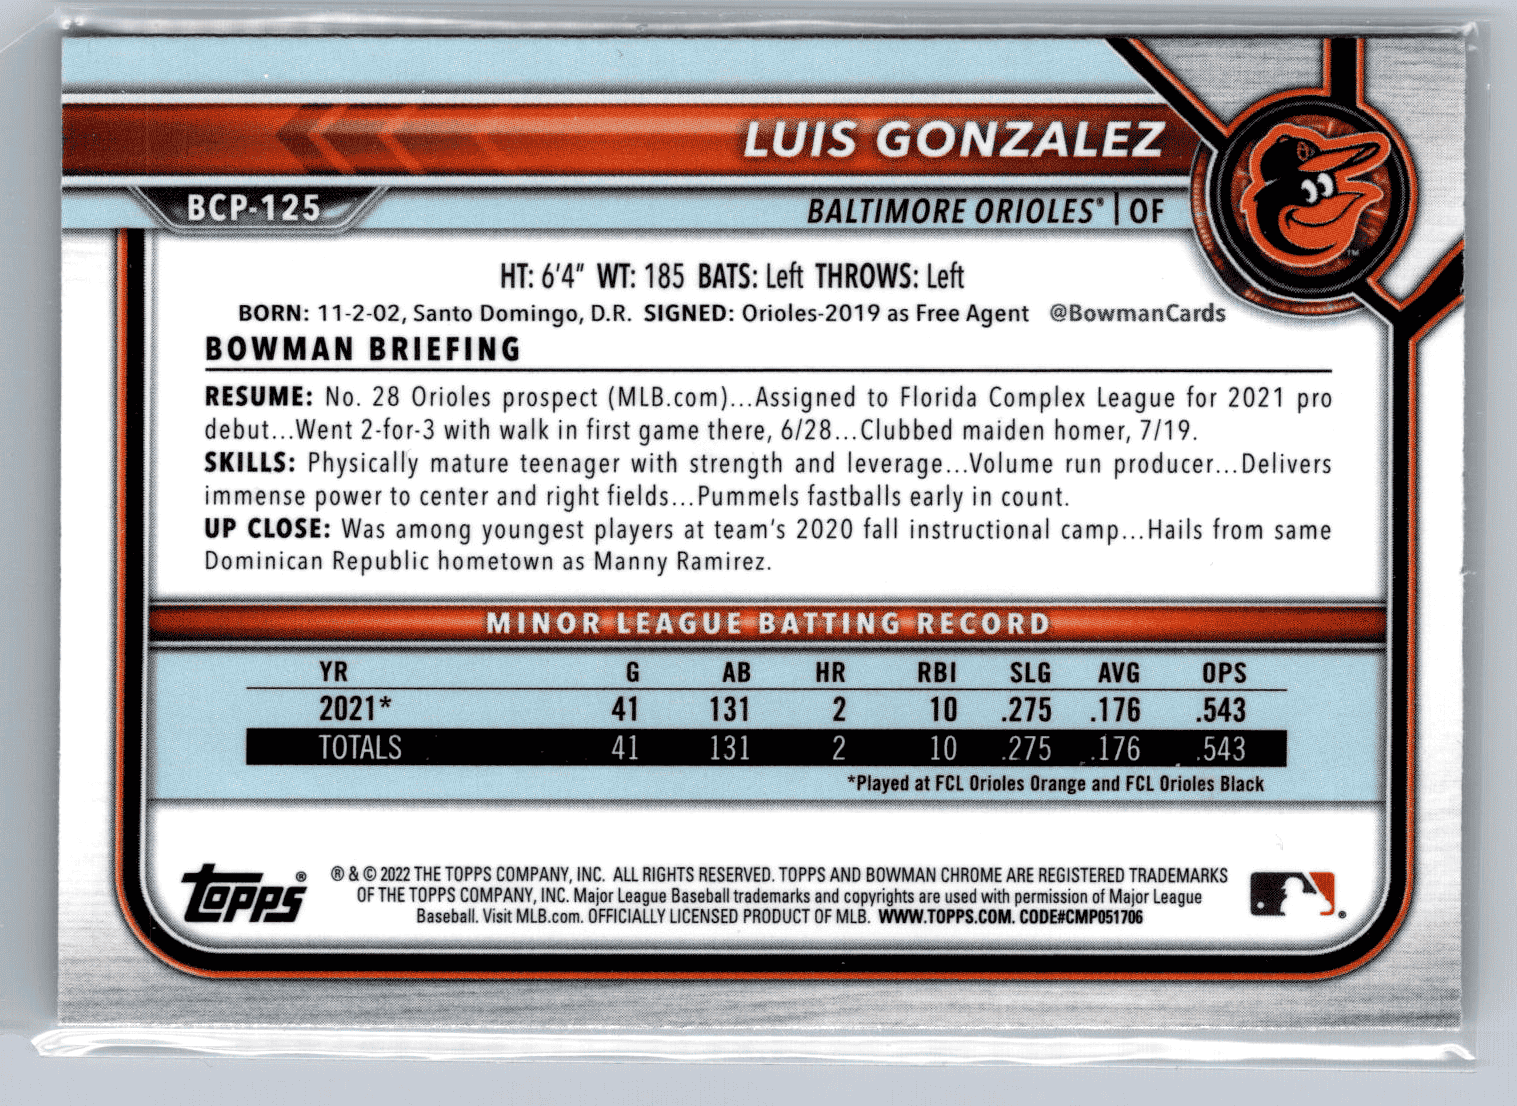 LUIS GONZALEZ
BCP-125
BALTIMORE ORIOLES® | OF
HT: 6'4" WT: 185 BATS: Left THROWS: Left
BORN: 11-2-02, Santo Domingo, D.R. SIGNED: Orioles-2019 as Free Agent @BowmanCards
BOWMAN BRIEFING
RESUME: No. 28 Orioles prospect (MLB.com)...Assigned to Florida Complex League for 2021 pro
debut...Went 2-for-3 with walk in first game there, 6/28...Clubbed maiden homer, 7/19.
SKILLS: Physically mature teenager with strength and leverage...Volume run producer...Delivers
immense power to center and right fields...Pummels fastballs early in count.
UP CLOSE: Was among youngest players at team's 2020 fall instructional camp...Hails from same
Dominican Republic hometown as Manny Ramirez.
MINOR LEAGUE BATTING RECORD
YR G AB HR RBI SLG AVG OPS
2021* 41 131 2 10 .275 .176 .543
TOTALS 41 131 2 10 .275 .176 .543
*Played at FCL Orioles Orange and FCL Orioles Black
Topps®
® & © 2022 THE TOPPS COMPANY, INC. ALL RIGHTS RESERVED. TOPPS AND BOWMAN CHROME ARE REGISTERED TRADEMARKS
OF THE TOPPS COMPANY, INC. Major League Baseball trademarks and copyrights are used with permission of Major League
Baseball. Visit MLB.com. OFFICIALLY LICENSED PRODUCT OF MLB. WWW.TOPPS.COM. CODE#CMP051706